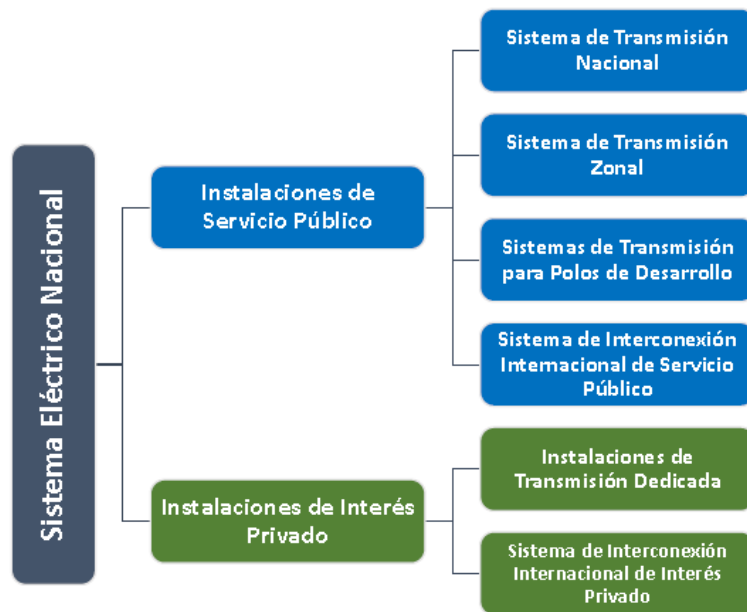 Sistema Eléctrico Nacional
Instalaciones de
Servicio Público
Sistema de Transmisión
Nacional
Sistema de Transmisión
Zonal
Sistemas de Transmisión
para Polos de Desarrollo
Sistema de Interconexión
Internacional de Servicio
Público
Instalaciones de Interés
Privado
Instalaciones de
Transmisión Dedicada
Sistema de Interconexión
Internacional de Interés
Privado